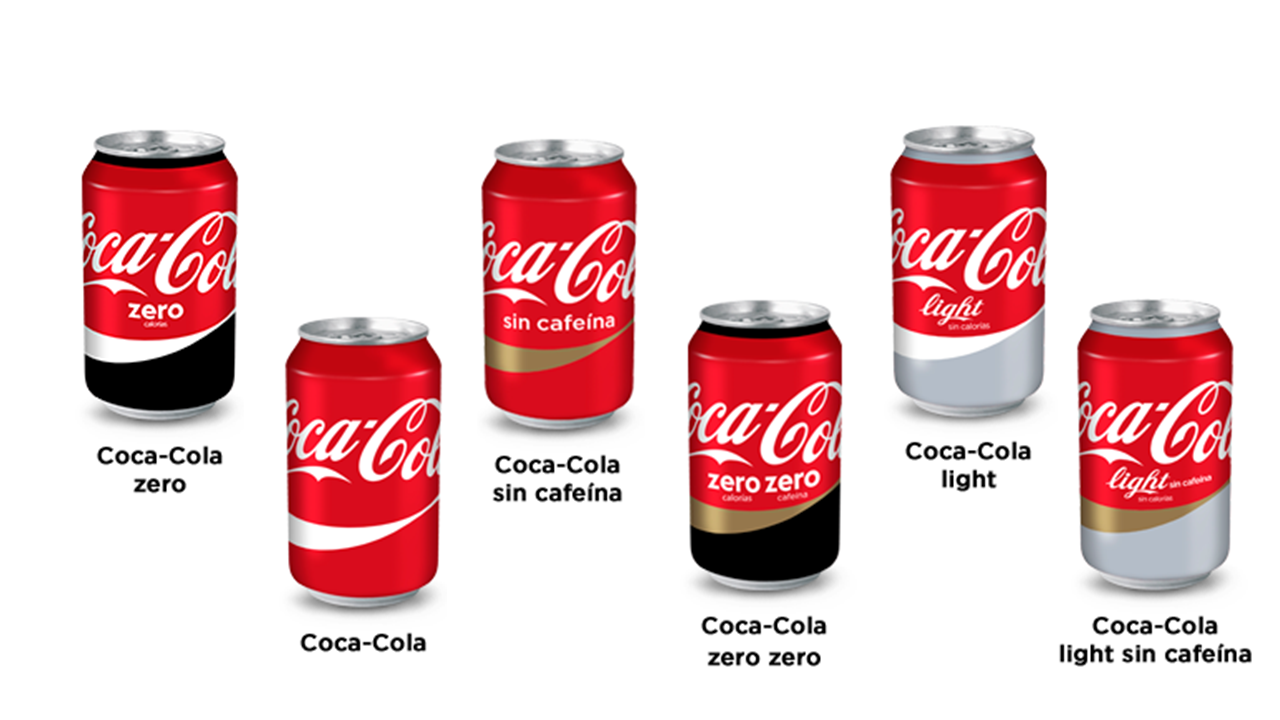 Coca-Cola
zero
calorías
Coca-Cola
zero
Coca-Cola
Coca-Cola
Coca-Cola
sin cafeína
Coca-Cola
sin cafeína
Coca-Cola
zero zero
calorías cafeína
Coca-Cola
zero zero
Coca-Cola
light
sin calorías
Coca-Cola
light
Coca-Cola
light sin cafeína
sin calorías
Coca-Cola
light sin cafeína